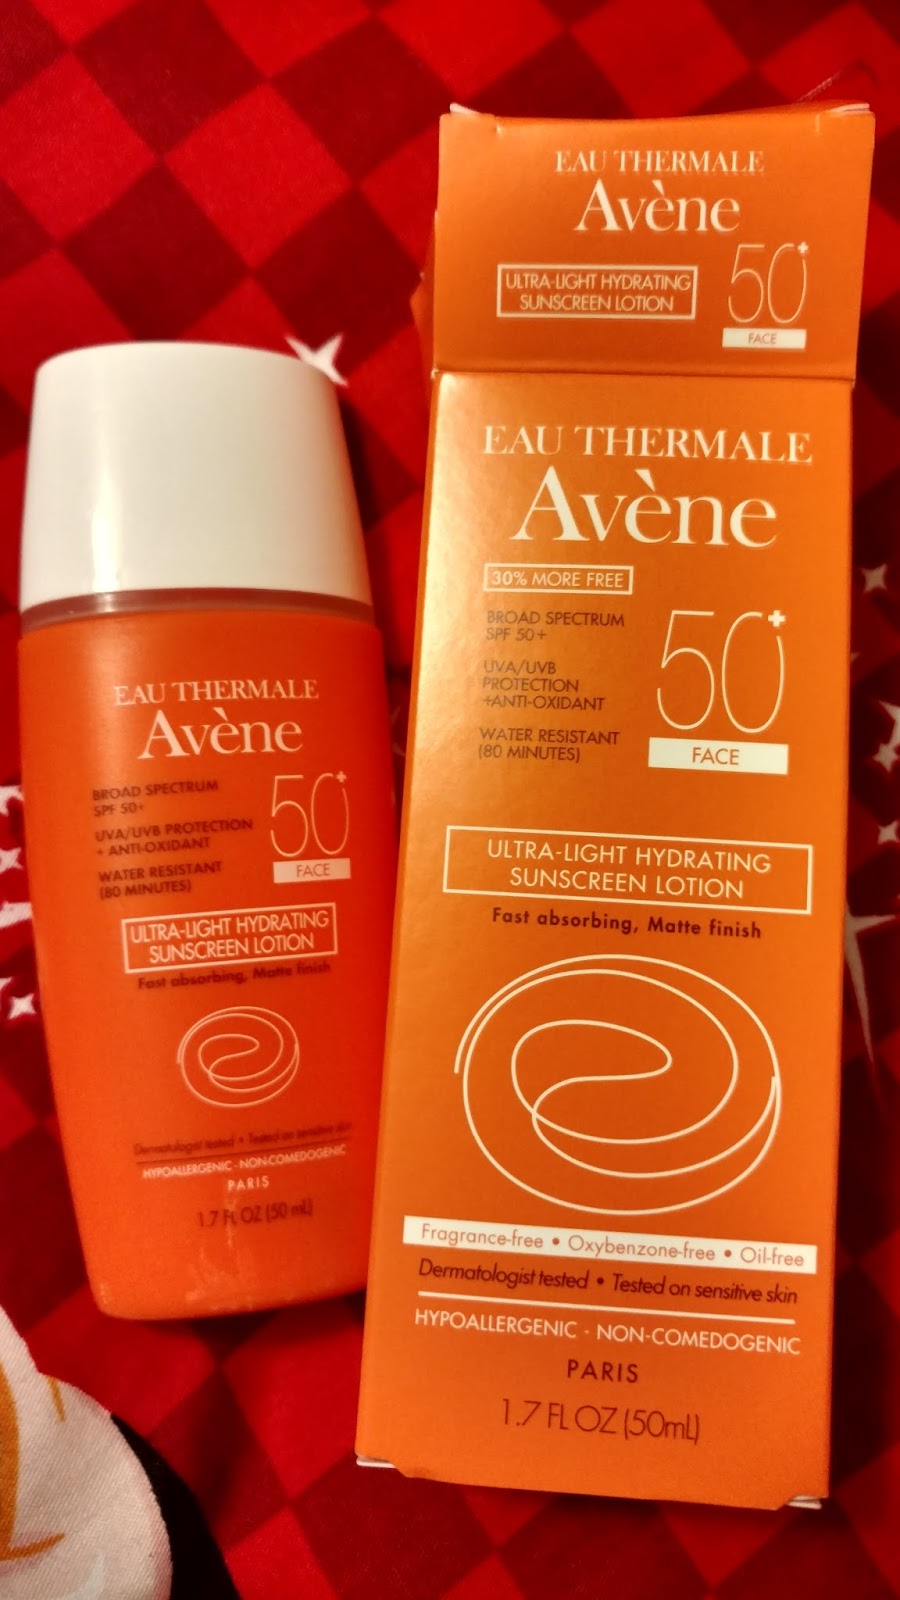 EAU THERMALE
Avène
BROAD SPECTRUM
SPF 50+
UVA/UVB PROTECTION
+ ANTI-OXIDANT
WATER RESISTANT
(80 MINUTES)
50+
FACE
ULTRA-LIGHT HYDRATING
SUNSCREEN LOTION
Fast absorbing, Matte finish
Dermatologist tested • Tested on sensitive skin
HYPOALLERGENIC · NON-COMEDOGENIC
PARIS
1.7 FL OZ (50 mL)
EAU THERMALE
Avène
ULTRA-LIGHT HYDRATING
SUNSCREEN LOTION
50+
FACE
EAU THERMALE
Avène
30% MORE FREE
BROAD SPECTRUM
SPF 50+
UVA/UVB
PROTECTION
+ANTI-OXIDANT
WATER RESISTANT
(80 MINUTES)
50+
FACE
ULTRA-LIGHT HYDRATING
SUNSCREEN LOTION
Fast absorbing, Matte finish
Fragrance-free • Oxybenzone-free • Oil-free
Dermatologist tested • Tested on sensitive skin
HYPOALLERGENIC · NON-COMEDOGENIC
PARIS
1.7 FL OZ (50mL)